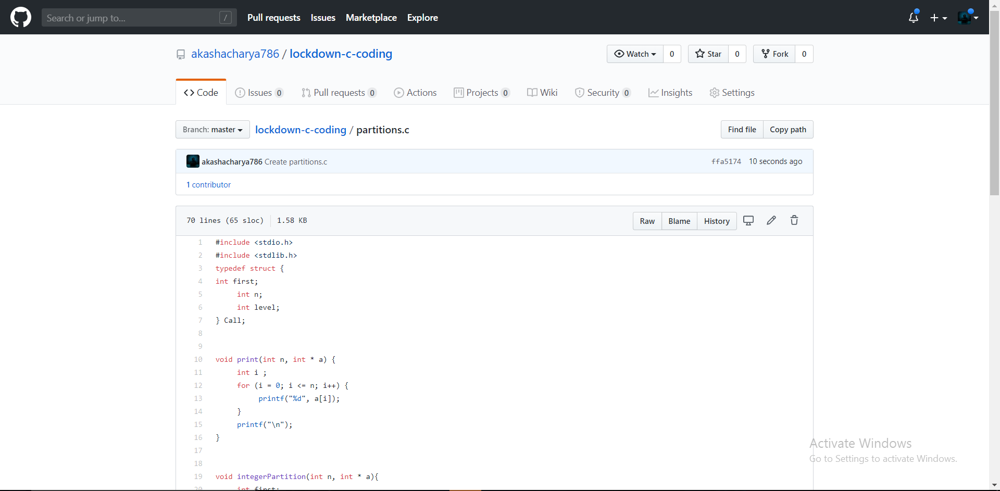 Search or jump to... /
Pull requests Issues Marketplace Explore
akashacharya786 / lockdown-c-coding
Watch 0 Star 0 Fork 0
Code Issues 0 Pull requests 0 Actions Projects 0 Wiki Security 0 Insights Settings
Branch: master lockdown-c-coding / partitions.c Find file Copy path
akashacharya786 Create partitions.c ffa5174 10 seconds ago
1 contributor
70 lines (65 sloc) 1.58 KB Raw Blame History
1 #include <stdio.h>
2 #include <stdlib.h>
3 typedef struct {
4 int first;
5 int n;
6 int level;
7 } Call;
8
9
10 void print(int n, int * a) {
11 int i ;
12 for (i = 0; i <= n; i++) {
13 printf("%d", a[i]);
14 }
15 printf("\n");
16 }
17
18
19 void integerPartition(int n, int * a){
20 int first;
Activate Windows
Go to Settings to activate Windows.